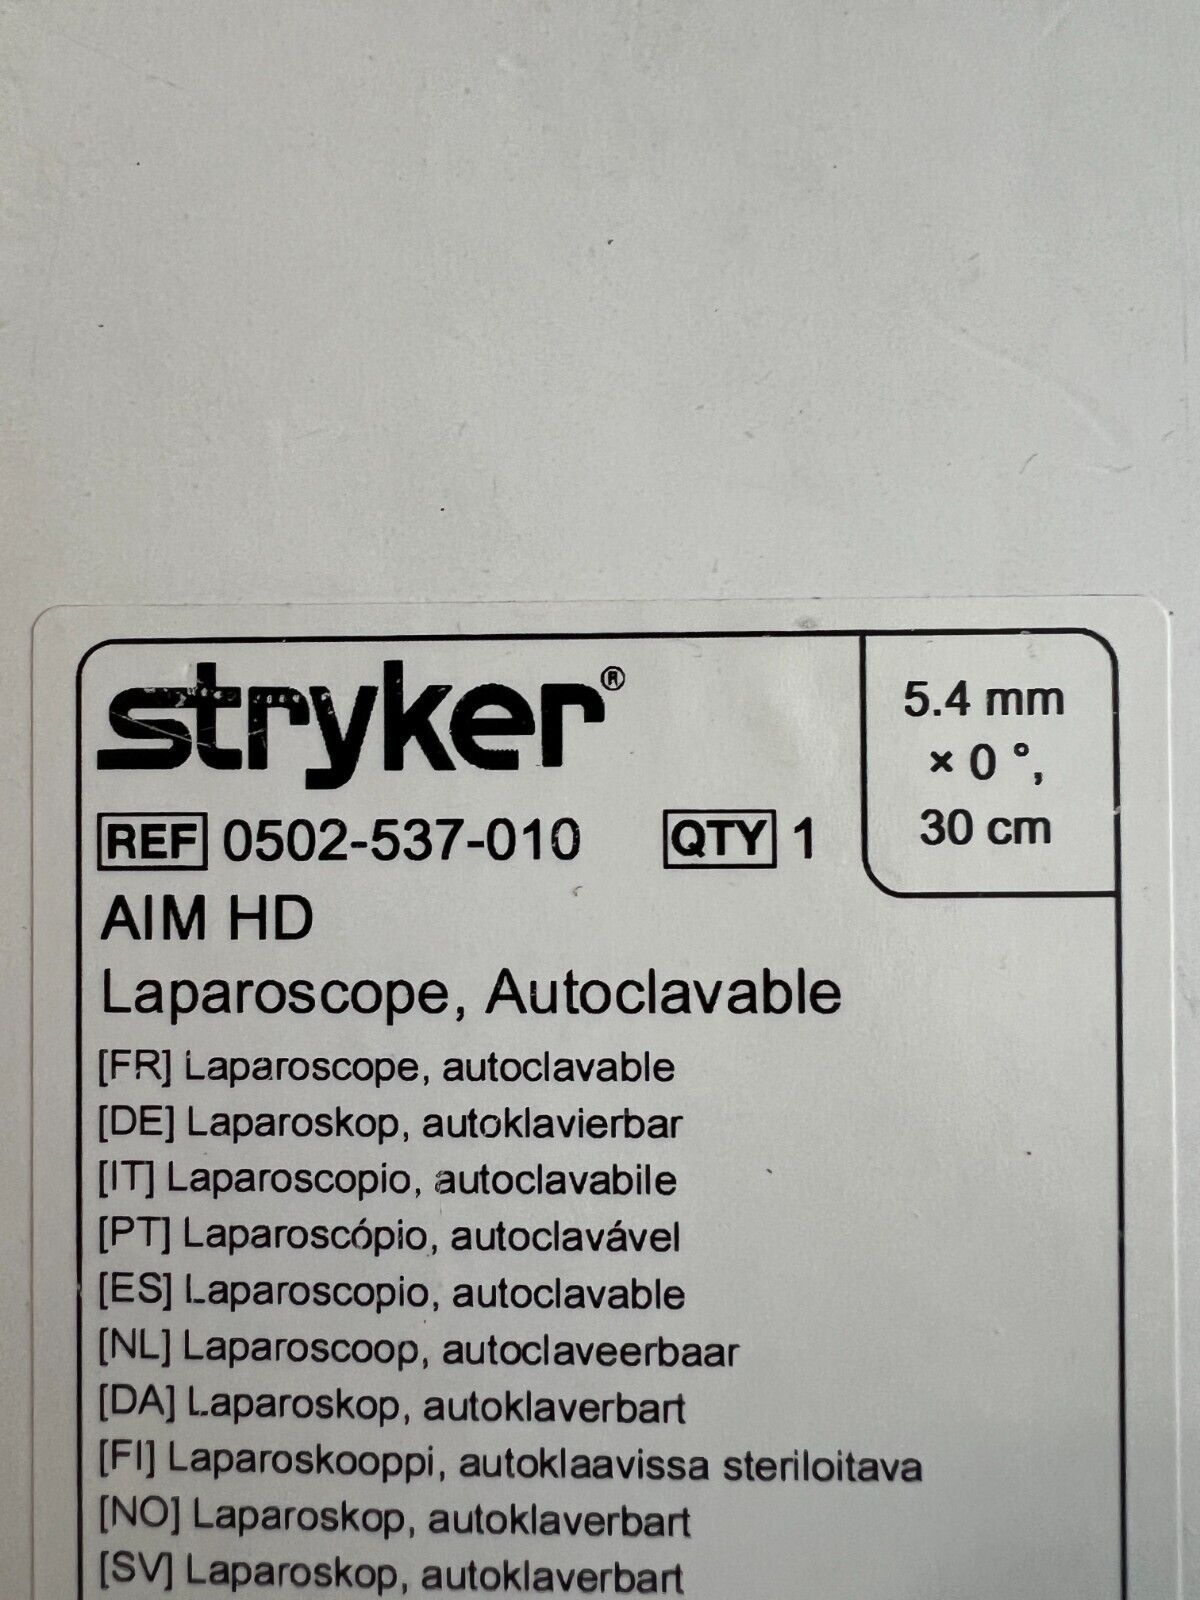 stryker®
5.4 mm
× 0 °,
30 cm
REF 0502-537-010 QTY 1
AIM HD
Laparoscope, Autoclavable
[FR] Laparoscope, autoclavable
[DE] Laparoskop, autoklavierbar
[IT] Laparoscopio, autoclavabile
[PT] Laparoscópio, autoclavável
[ES] Laparoscopio, autoclavable
[NL] Laparoscoop, autoclaveerbaar
[DA] Laparoskop, autoklaverbart
[FI] Laparoskooppi, autoklaavissa steriloitava
[NO] Laparoskop, autoklaverbart
[SV] Laparoskop, autoklaverbart